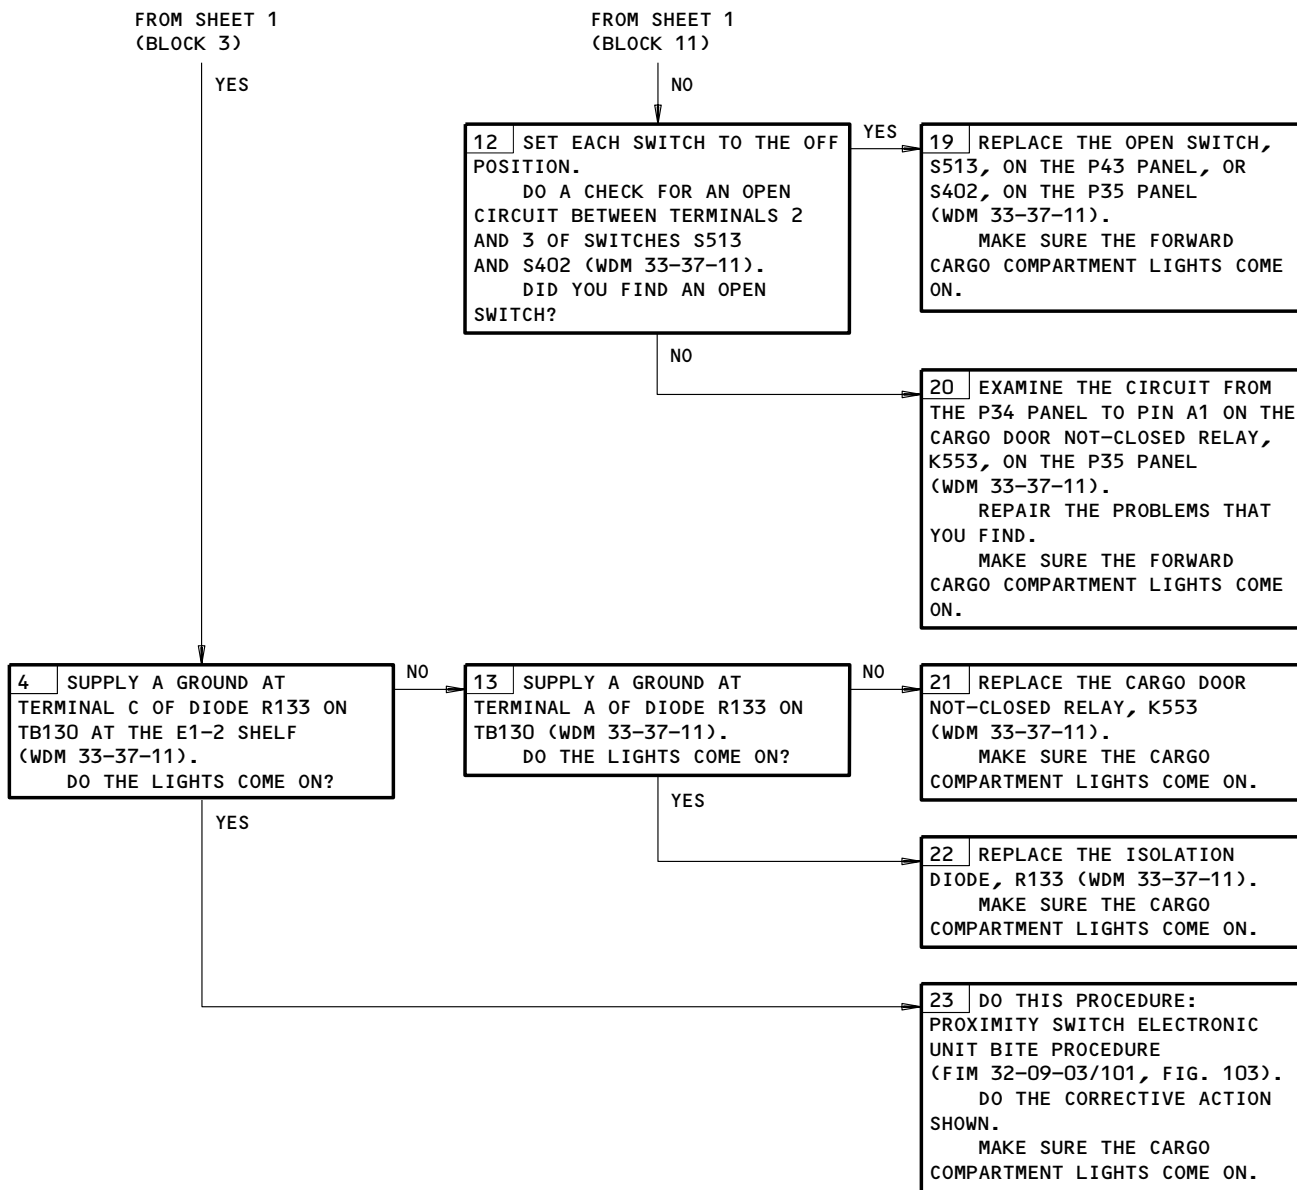 FROM SHEET 1
(BLOCK 3)
YES
FROM SHEET 1
(BLOCK 11)
NO
12 SET EACH SWITCH TO THE OFF
POSITION.
DO A CHECK FOR AN OPEN
CIRCUIT BETWEEN TERMINALS 2
AND 3 OF SWITCHES S513
AND S402 (WDM 33-37-11).
DID YOU FIND AN OPEN
SWITCH?
YES
19 REPLACE THE OPEN SWITCH,
S513, ON THE P43 PANEL, OR
S402, ON THE P35 PANEL
(WDM 33-37-11).
MAKE SURE THE FORWARD
CARGO COMPARTMENT LIGHTS COME
ON.
NO
20 EXAMINE THE CIRCUIT FROM
THE P34 PANEL TO PIN A1 ON THE
CARGO DOOR NOT-CLOSED RELAY,
K553, ON THE P35 PANEL
(WDM 33-37-11).
REPAIR THE PROBLEMS THAT
YOU FIND.
MAKE SURE THE FORWARD
CARGO COMPARTMENT LIGHTS COME
ON.
4 SUPPLY A GROUND AT
TERMINAL C OF DIODE R133 ON
TB130 AT THE E1-2 SHELF
(WDM 33-37-11).
DO THE LIGHTS COME ON?
NO
13 SUPPLY A GROUND AT
TERMINAL A OF DIODE R133 ON
TB130 (WDM 33-37-11).
DO THE LIGHTS COME ON?
NO
21 REPLACE THE CARGO DOOR
NOT-CLOSED RELAY, K553
(WDM 33-37-11).
MAKE SURE THE CARGO
COMPARTMENT LIGHTS COME ON.
YES
YES
22 REPLACE THE ISOLATION
DIODE, R133 (WDM 33-37-11).
MAKE SURE THE CARGO
COMPARTMENT LIGHTS COME ON.
23 DO THIS PROCEDURE:
PROXIMITY SWITCH ELECTRONIC
UNIT BITE PROCEDURE
(FIM 32-09-03/101, FIG. 103).
DO THE CORRECTIVE ACTION
SHOWN.
MAKE SURE THE CARGO
COMPARTMENT LIGHTS COME ON.